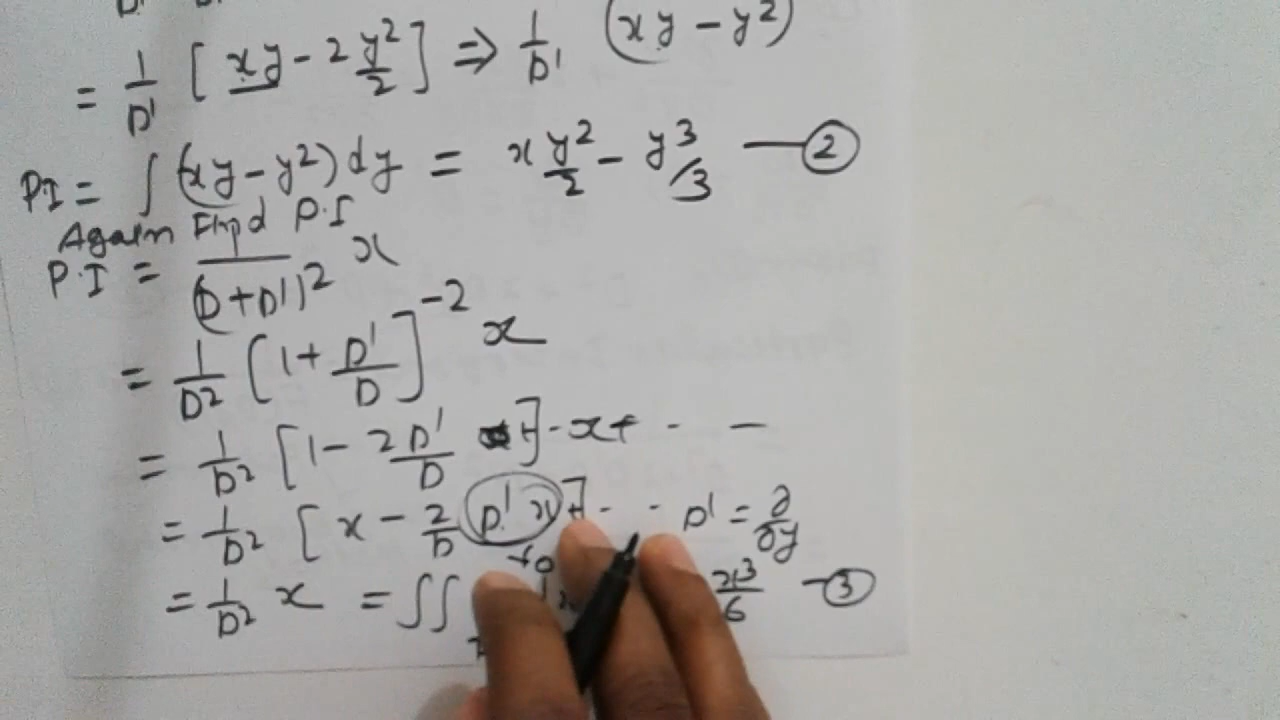 = 1/D' [xy - 2 y²/2] ⇒ 1/D' (xy - y²)
PI = ∫ (xy - y²) dy = x y²/2 - y³/3 — ②
Again Find P.I
P.I = 1/(D+D')² x
= 1/D² [1 + D'/D]⁻² x
= 1/D² [1 - 2D'/D +] - x + - -
= 1/D² [x - 2/D D' x] - - D' = ∂/∂y
= 1/D² x = ∫∫ x³/6 — ③